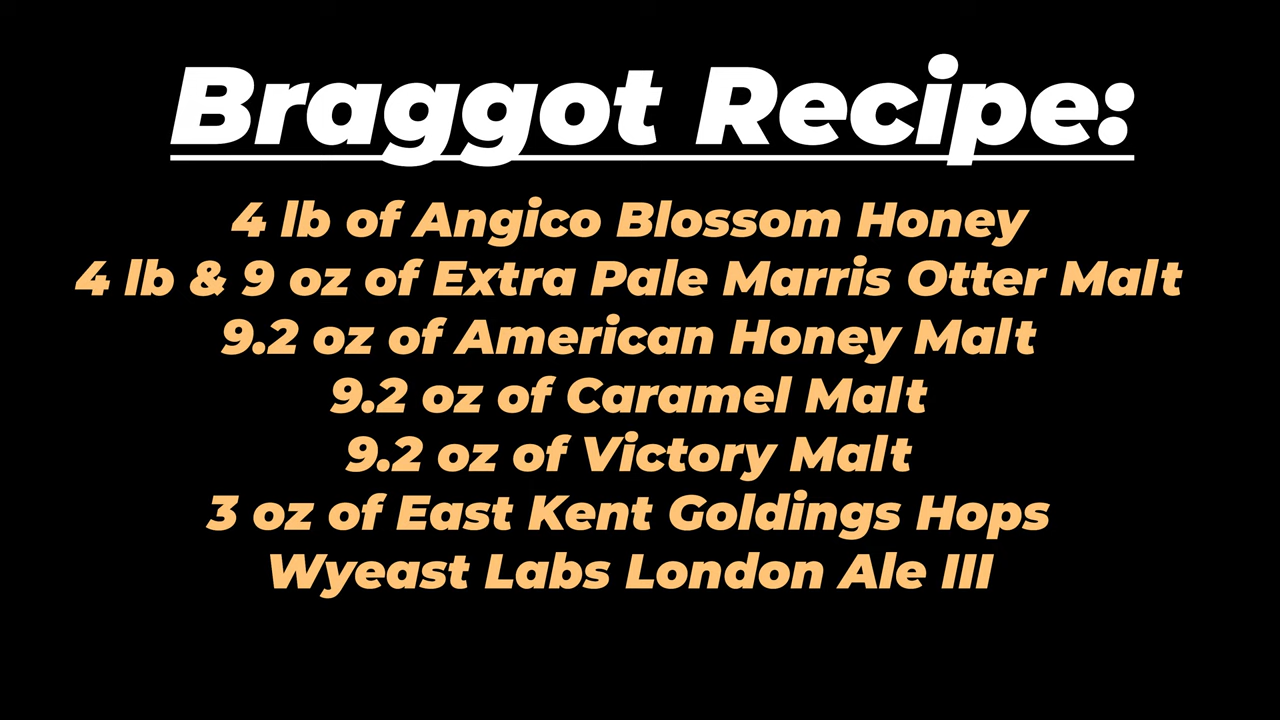 Braggot Recipe:
4 lb of Angico Blossom Honey
4 lb & 9 oz of Extra Pale Marris Otter Malt
9.2 oz of American Honey Malt
9.2 oz of Caramel Malt
9.2 oz of Victory Malt
3 oz of East Kent Goldings Hops
Wyeast Labs London Ale III